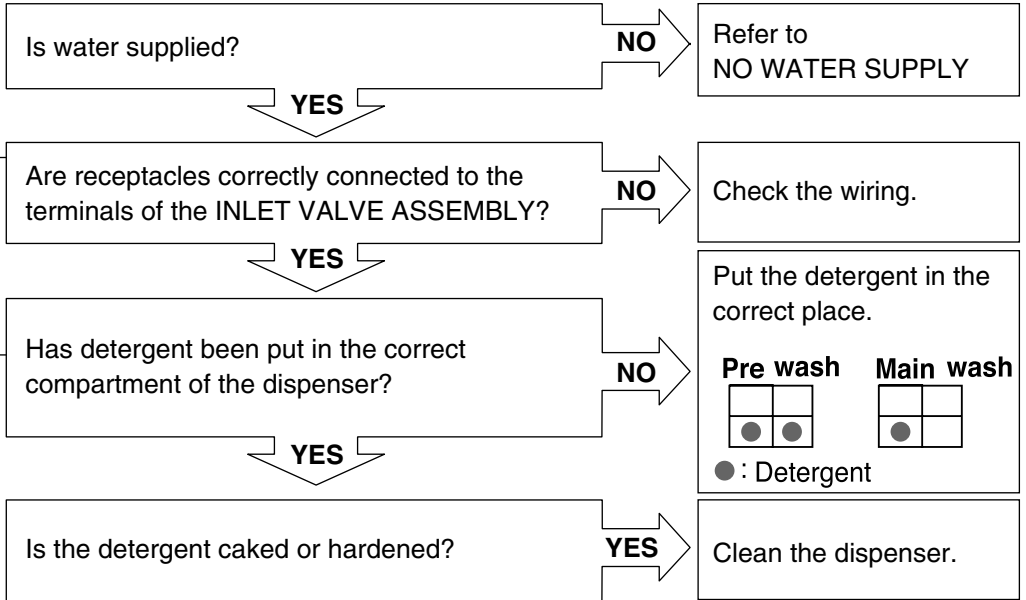 Is water supplied?
NO
Refer to
NO WATER SUPPLY
YES
Are receptacles correctly connected to the
terminals of the INLET VALVE ASSEMBLY?
NO
Check the wiring.
YES
Has detergent been put in the correct
compartment of the dispenser?
NO
Put the detergent in the
correct place.
Pre wash
Main wash
: Detergent
YES
Is the detergent caked or hardened?
YES
Clean the dispenser.